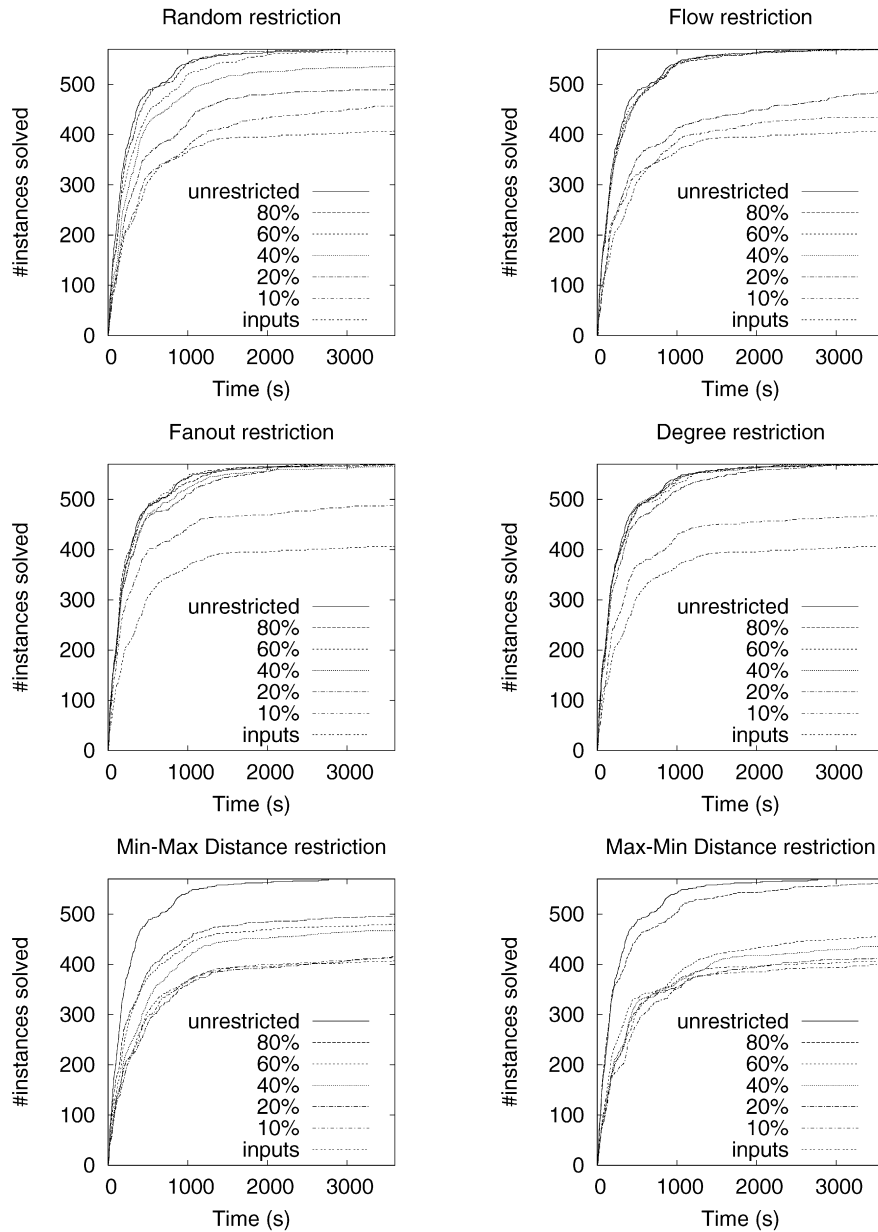 Random restriction
#instances solved
500
400
300
200
100
0
unrestricted
80%
60%
40%
20%
10%
inputs
0 1000 2000 3000
Time (s)
Flow restriction
#instances solved
500
400
300
200
100
0
unrestricted
80%
60%
40%
20%
10%
inputs
0 1000 2000 3000
Time (s)
Fanout restriction
#instances solved
500
400
300
200
100
0
unrestricted
80%
60%
40%
20%
10%
inputs
0 1000 2000 3000
Time (s)
Degree restriction
#instances solved
500
400
300
200
100
0
unrestricted
80%
60%
40%
20%
10%
inputs
0 1000 2000 3000
Time (s)
Min-Max Distance restriction
#instances solved
500
400
300
200
100
0
unrestricted
80%
60%
40%
20%
10%
inputs
0 1000 2000 3000
Time (s)
Max-Min Distance restriction
#instances solved
500
400
300
200
100
0
unrestricted
80%
60%
40%
20%
10%
inputs
0 1000 2000 3000
Time (s)